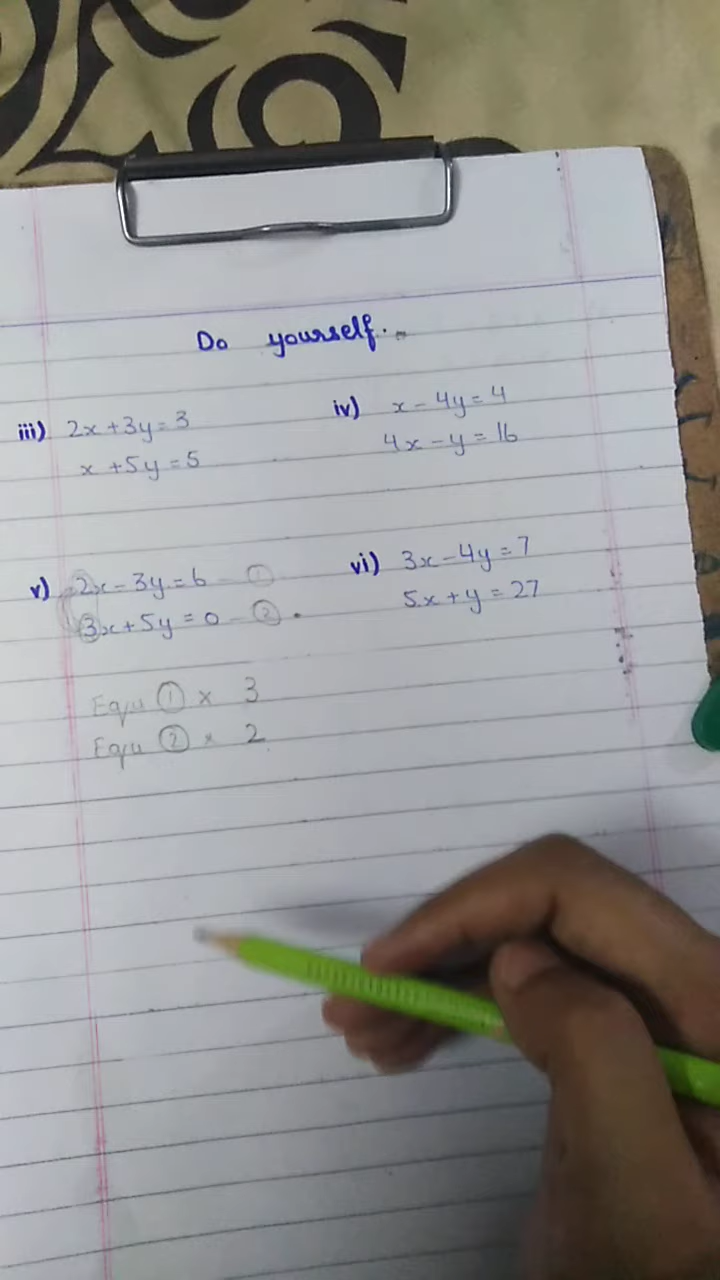 Do yourself..
iii) 2x + 3y = 3
x + 5y = 5
iv) x - 4y = 4
4x - y = 16
v) 2x - 3y = 6 - ①
3x + 5y = 0 - ② .
vi) 3x - 4y = 7
5x + y = 27
Equ ① × 3
Equ ② × 2